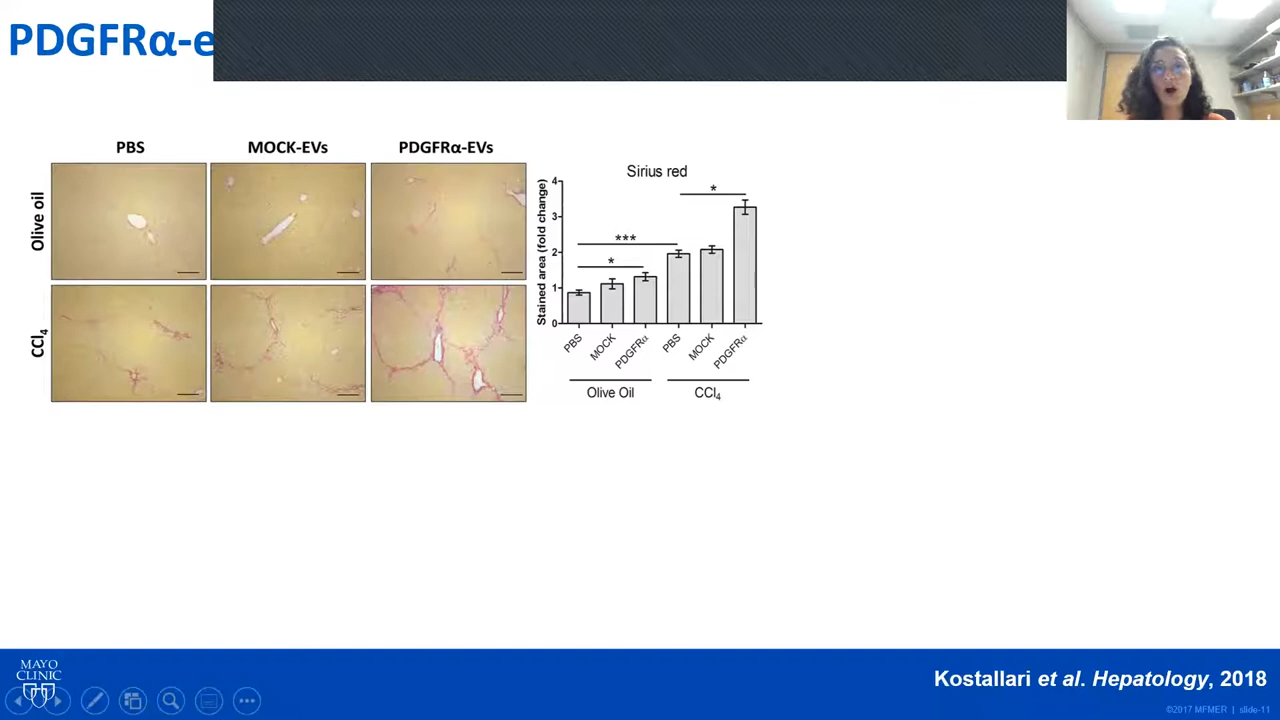 PDGFRα-e
PBS
MOCK-EVs
PDGFRα-EVs
Olive oil
CCl₄
Sirius red
Stained area (fold change)
4
3
2
1
0
***
*
*
PBS
MOCK
PDGFRα
PBS
MOCK
PDGFRα
Olive Oil
CCl₄
MAYO
CLINIC
Kostallari et al. Hepatology, 2018
©2017 MFMER | slide-11